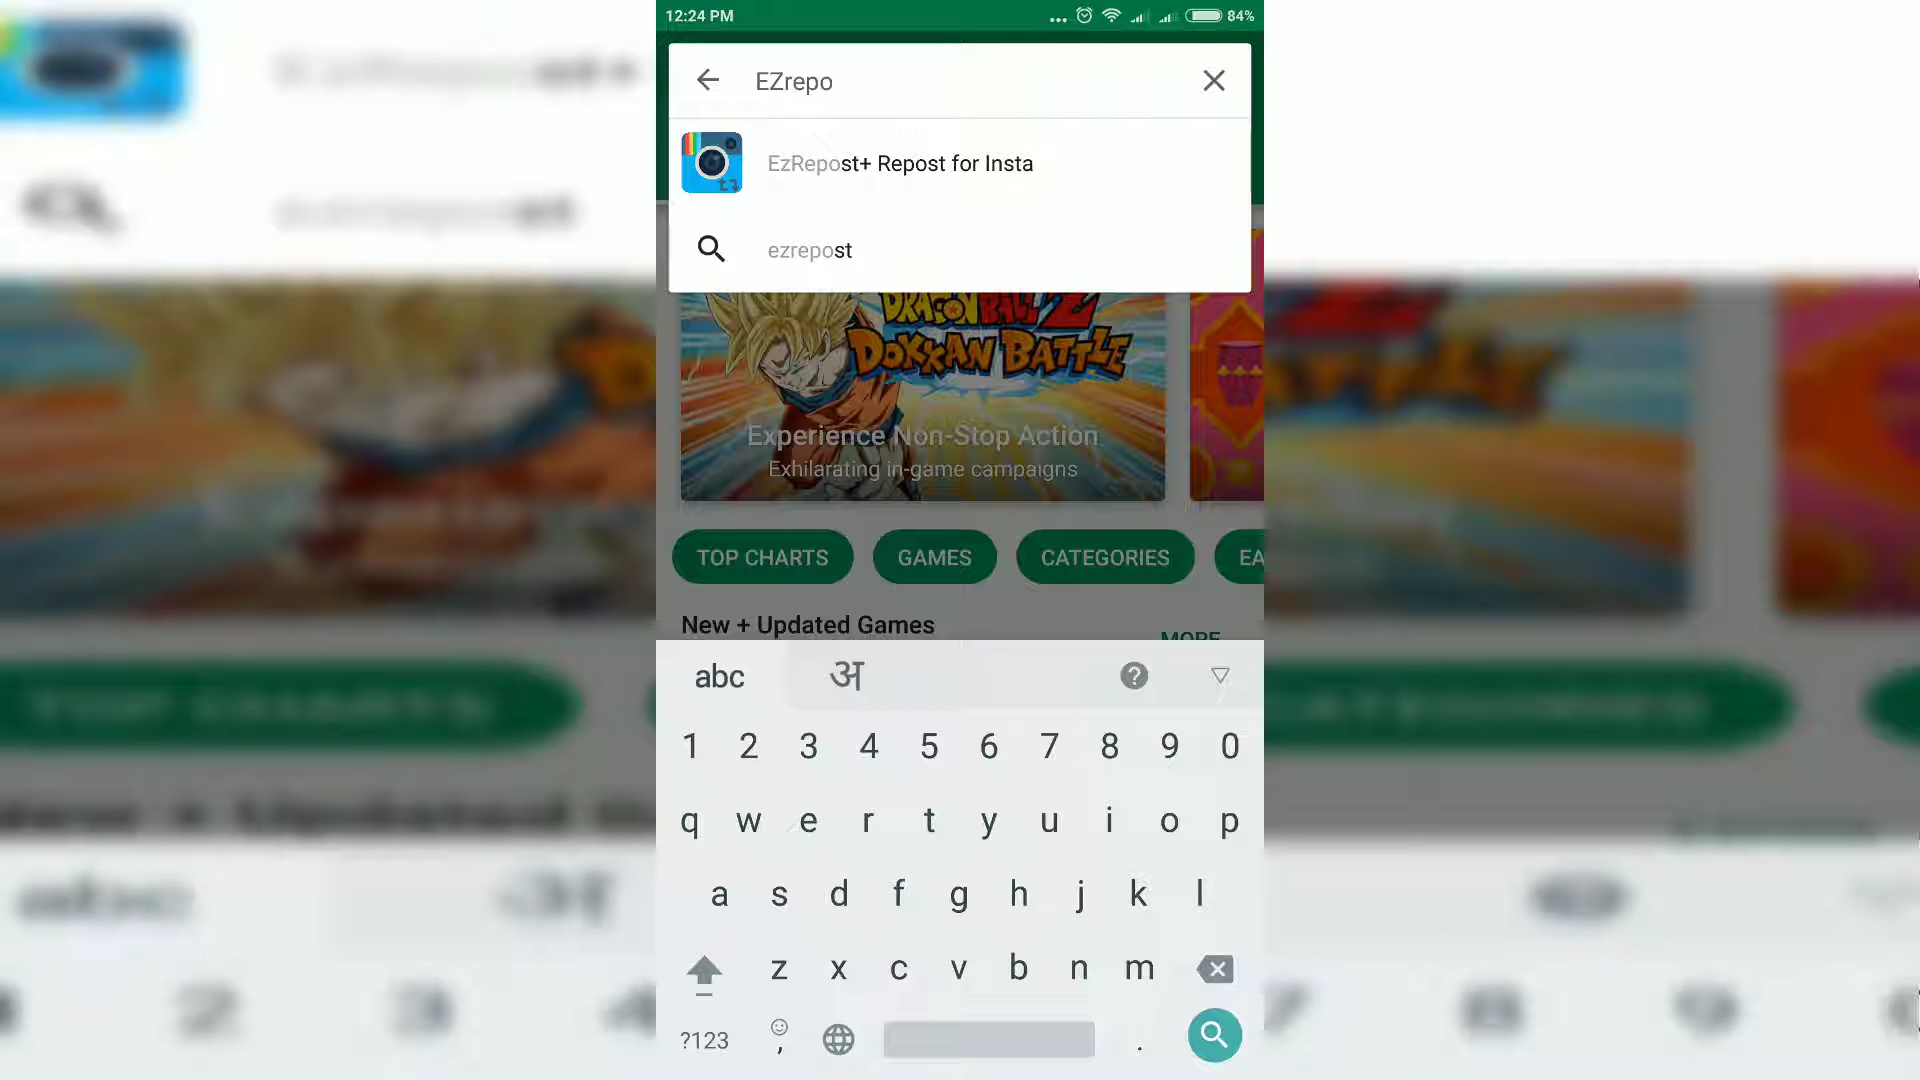 12:24 PM
84%
EZrepo
EzRepost+ Repost for Insta
ezrepost
DRAGON BALL Z
DOKKAN BATTLE
Experience Non-Stop Action
Exhilarating in-game campaigns
TOP CHARTS GAMES CATEGORIES EA
New + Updated Games
MORE
abc अ ?
1 2 3 4 5 6 7 8 9 0
q w e r t y u i o p
a s d f g h j k l
z x c v b n m
?123 , .